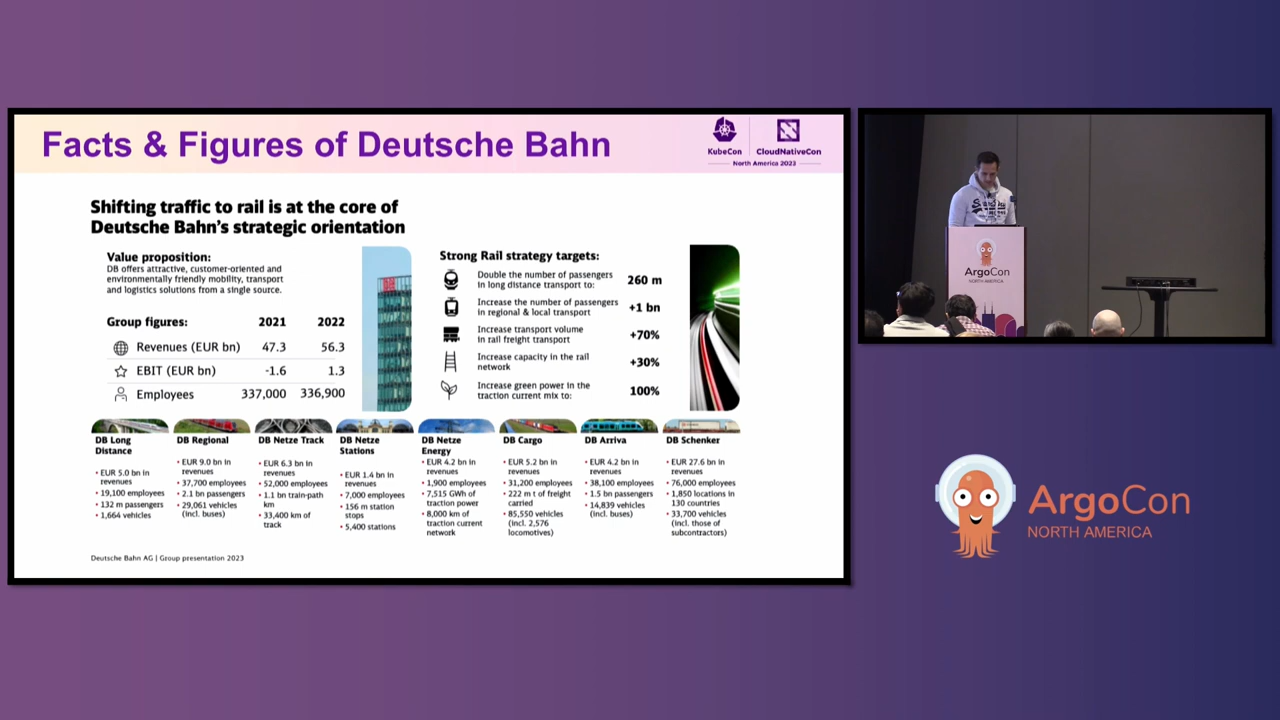 Facts & Figures of Deutsche Bahn
KubeCon
CloudNativeCon
North America 2023
Shifting traffic to rail is at the core of
Deutsche Bahn's strategic orientation
Value proposition:
DB offers attractive, customer-oriented and
environmentally friendly mobility, transport
and logistics solutions from a single source.
Group figures: 2021 2022
Revenues (EUR bn) 47.3 56.3
EBIT (EUR bn) -1.6 1.3
Employees 337,000 336,900
DB
Strong Rail strategy targets:
Double the number of passengers
in long distance transport to:
260 m
Increase the number of passengers
in regional & local transport
+1 bn
Increase transport volume
in rail freight transport
+70%
Increase capacity in the rail
network
+30%
Increase green power in the
traction current mix to:
100%
DB Long
Distance
• EUR 5.0 bn in
revenues
• 19,100 employees
• 132 m passengers
• 1,664 vehicles
DB Regional
• EUR 9.0 bn in
revenues
• 37,700 employees
• 2.1 bn passengers
• 29,061 vehicles
(incl. buses)
DB Netze Track
• EUR 6.3 bn in
revenues
• 52,000 employees
• 1.1 bn train-path
km
• 33,400 km of
track
DB Netze
Stations
• EUR 1.4 bn in
revenues
• 7,000 employees
• 156 m station
stops
• 5,400 stations
DB Netze
Energy
• EUR 4.2 bn in
revenues
• 1,900 employees
• 7,515 GWh of
traction power
• 8,000 km of
traction current
network
DB Cargo
• EUR 5.2 bn in
revenues
• 31,200 employees
• 222 m t of freight
carried
• 85,550 vehicles
(incl. 2,576
locomotives)
DB Arriva
• EUR 4.2 bn in
revenues
• 38,100 employees
• 1.5 bn passengers
• 14,839 vehicles
(incl. buses)
DB Schenker
• EUR 27.6 bn in
revenues
• 76,000 employees
• 1,850 locations in
130 countries
• 33,700 vehicles
(incl. those of
subcontractors)
Deutsche Bahn AG | Group presentation 2023
ArgoCon
NORTH AMERICA
ArgoCon
NORTH AMERICA